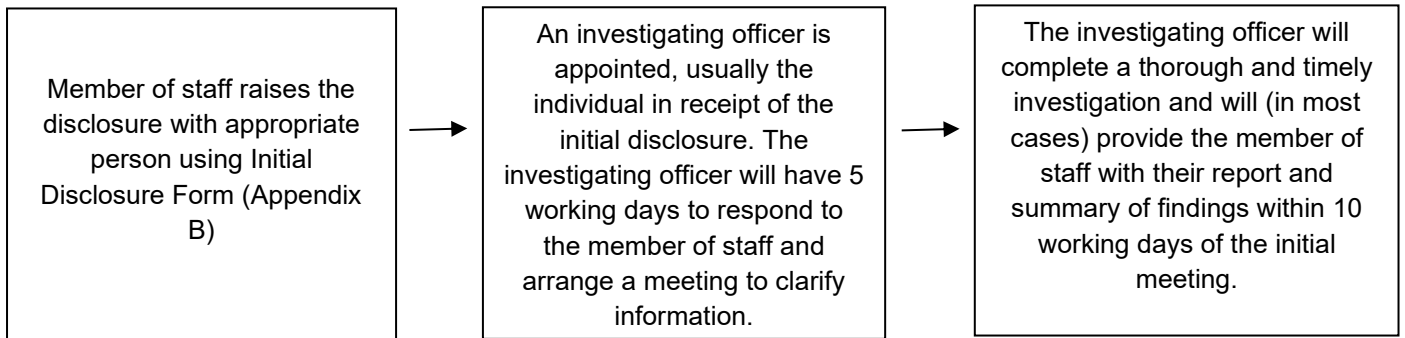 Member of staff raises the
disclosure with appropriate
person using Initial
Disclosure Form (Appendix
B)
An investigating officer is
appointed, usually the
individual in receipt of the
initial disclosure. The
investigating officer will have 5
working days to respond to
the member of staff and
arrange a meeting to clarify
information.
The investigating officer will
complete a thorough and timely
investigation and will (in most
cases) provide the member of
staff with their report and
summary of findings within 10
working days of the initial
meeting.